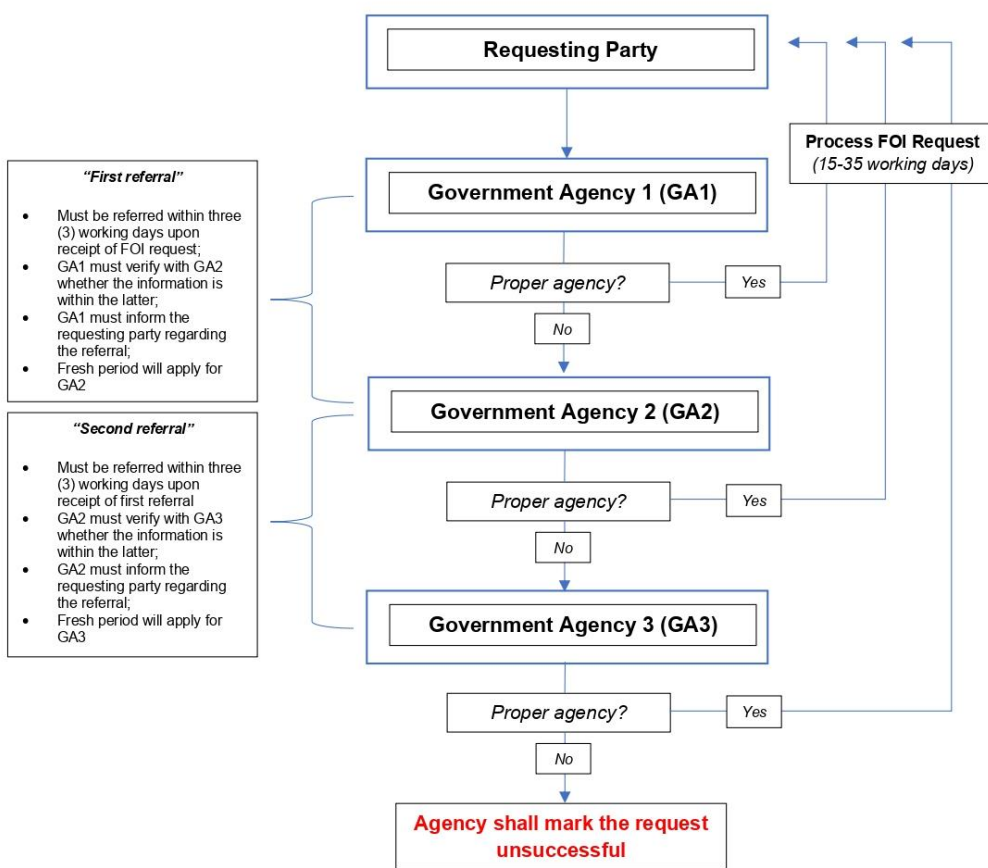 Requesting Party
Process FOI Request
(15-35 working days)
“First referral”
• Must be referred within three
(3) working days upon
receipt of FOI request;
• GA1 must verify with GA2
whether the information is
within the latter;
• GA1 must inform the
requesting party regarding
the referral;
• Fresh period will apply for
GA2
Government Agency 1 (GA1)
Proper agency?
Yes
No
Government Agency 2 (GA2)
“Second referral”
• Must be referred within three
(3) working days upon
receipt of first referral
• GA2 must verify with GA3
whether the information is
within the latter;
• GA2 must inform the
requesting party regarding
the referral;
• Fresh period will apply for
GA3
Proper agency?
Yes
No
Government Agency 3 (GA3)
Proper agency?
Yes
No
Agency shall mark the request
unsuccessful